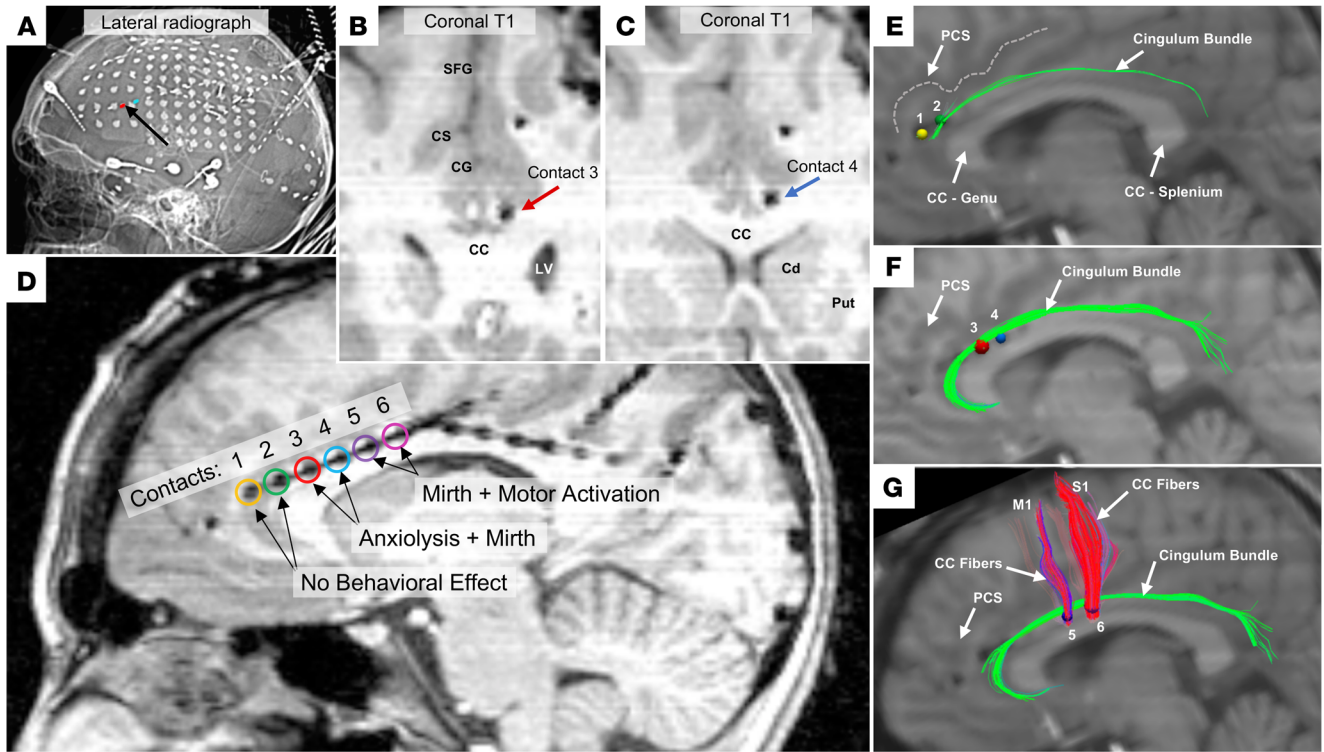 A
Lateral radiograph
B
Coronal T1
SFG
CS
CG
Contact 3
CC
LV
C
Coronal T1
Contact 4
CC
Cd
Put
D
Contacts: 1 2 3 4 5 6
Mirth + Motor Activation
Anxiolysis + Mirth
No Behavioral Effect
E
PCS
Cingulum Bundle
1
2
CC - Genu
CC - Splenium
F
PCS
Cingulum Bundle
3
4
G
S1
CC Fibers
M1
CC Fibers
Cingulum Bundle
PCS
5
6